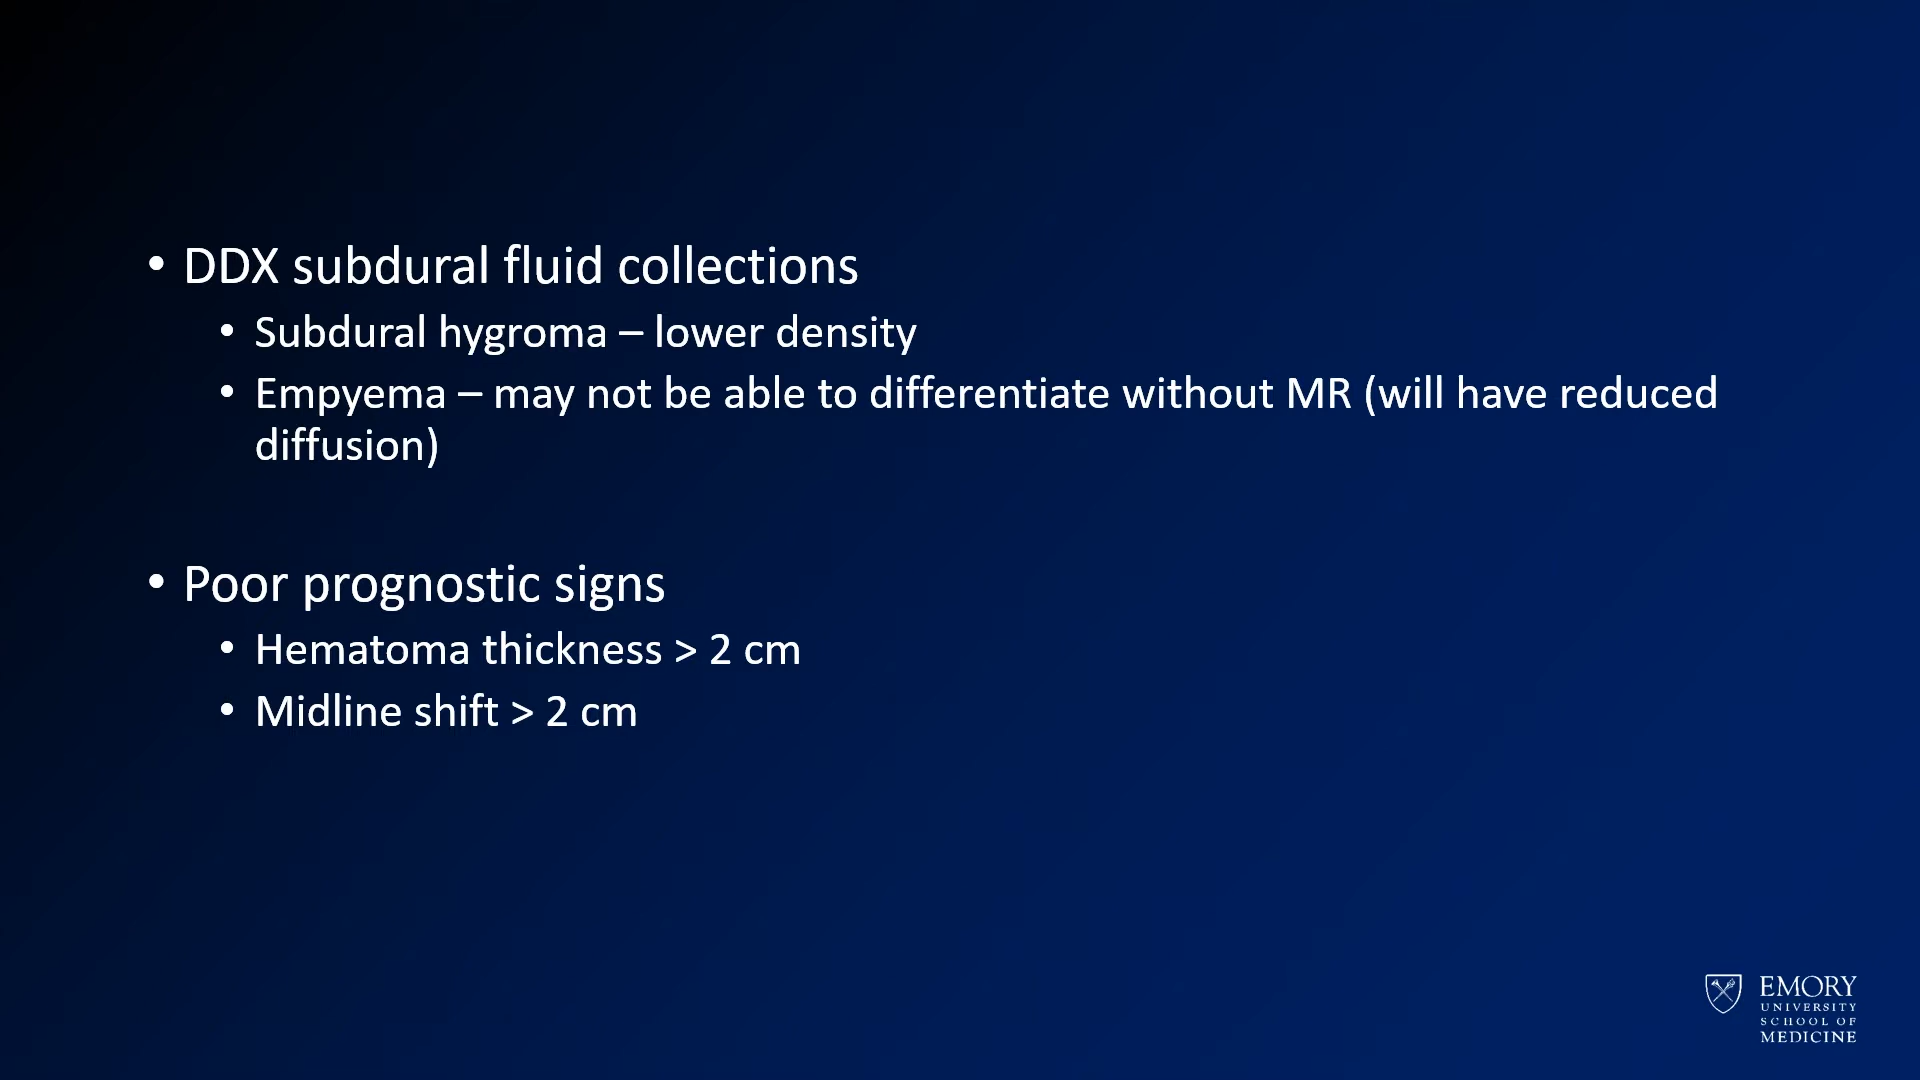 • DDX subdural fluid collections
• Subdural hygroma – lower density
• Empyema – may not be able to differentiate without MR (will have reduced
diffusion)
• Poor prognostic signs
• Hematoma thickness > 2 cm
• Midline shift > 2 cm
EMORY
UNIVERSITY
SCHOOL OF
MEDICINE